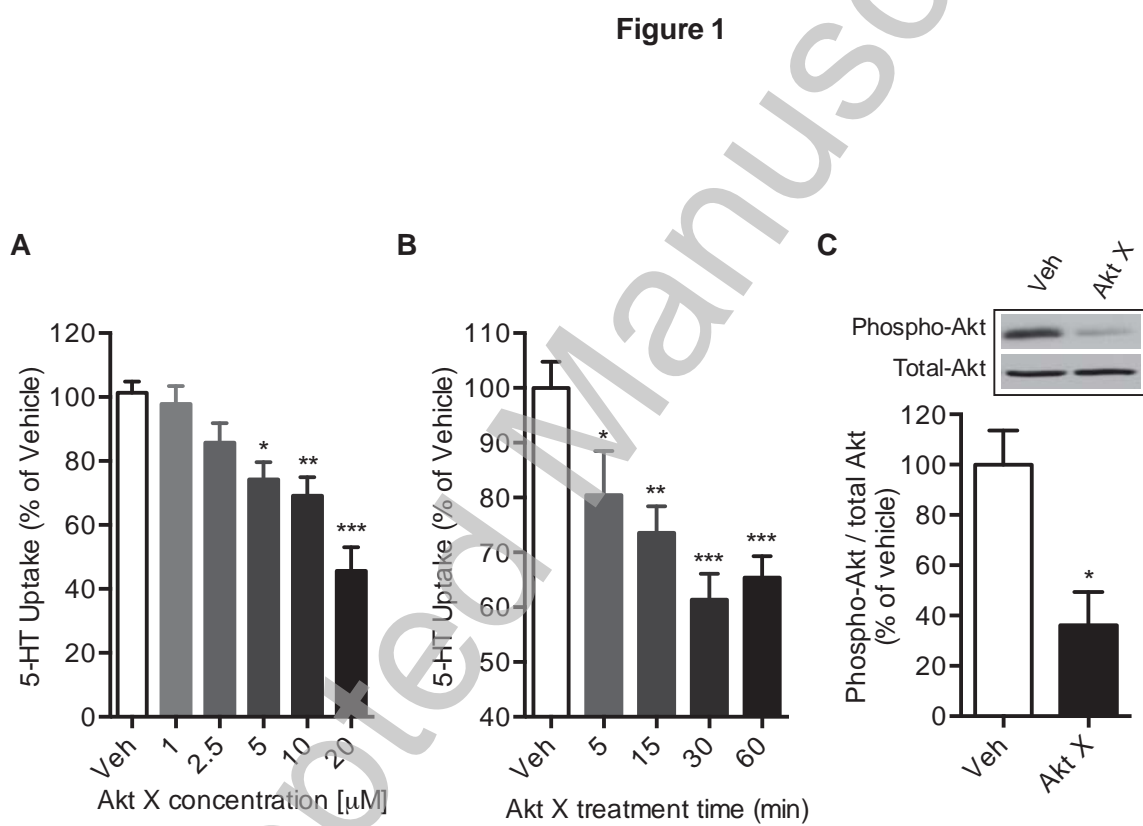 Figure 1
A
5-HT Uptake (% of Vehicle)
120
100
80
60
40
20
0
*
**
***
Veh
1
2.5
5
10
20
Akt X concentration [μM]
B
5-HT Uptake (% of Vehicle)
110
100
90
80
70
60
50
40
*
**
***
***
Veh
5
15
30
60
Akt X treatment time (min)
C
Veh
Akt X
Phospho-Akt
Total-Akt
Phospho-Akt / total Akt
(% of vehicle)
120
100
80
60
40
20
0
*
Veh
Akt X
pted Manusc